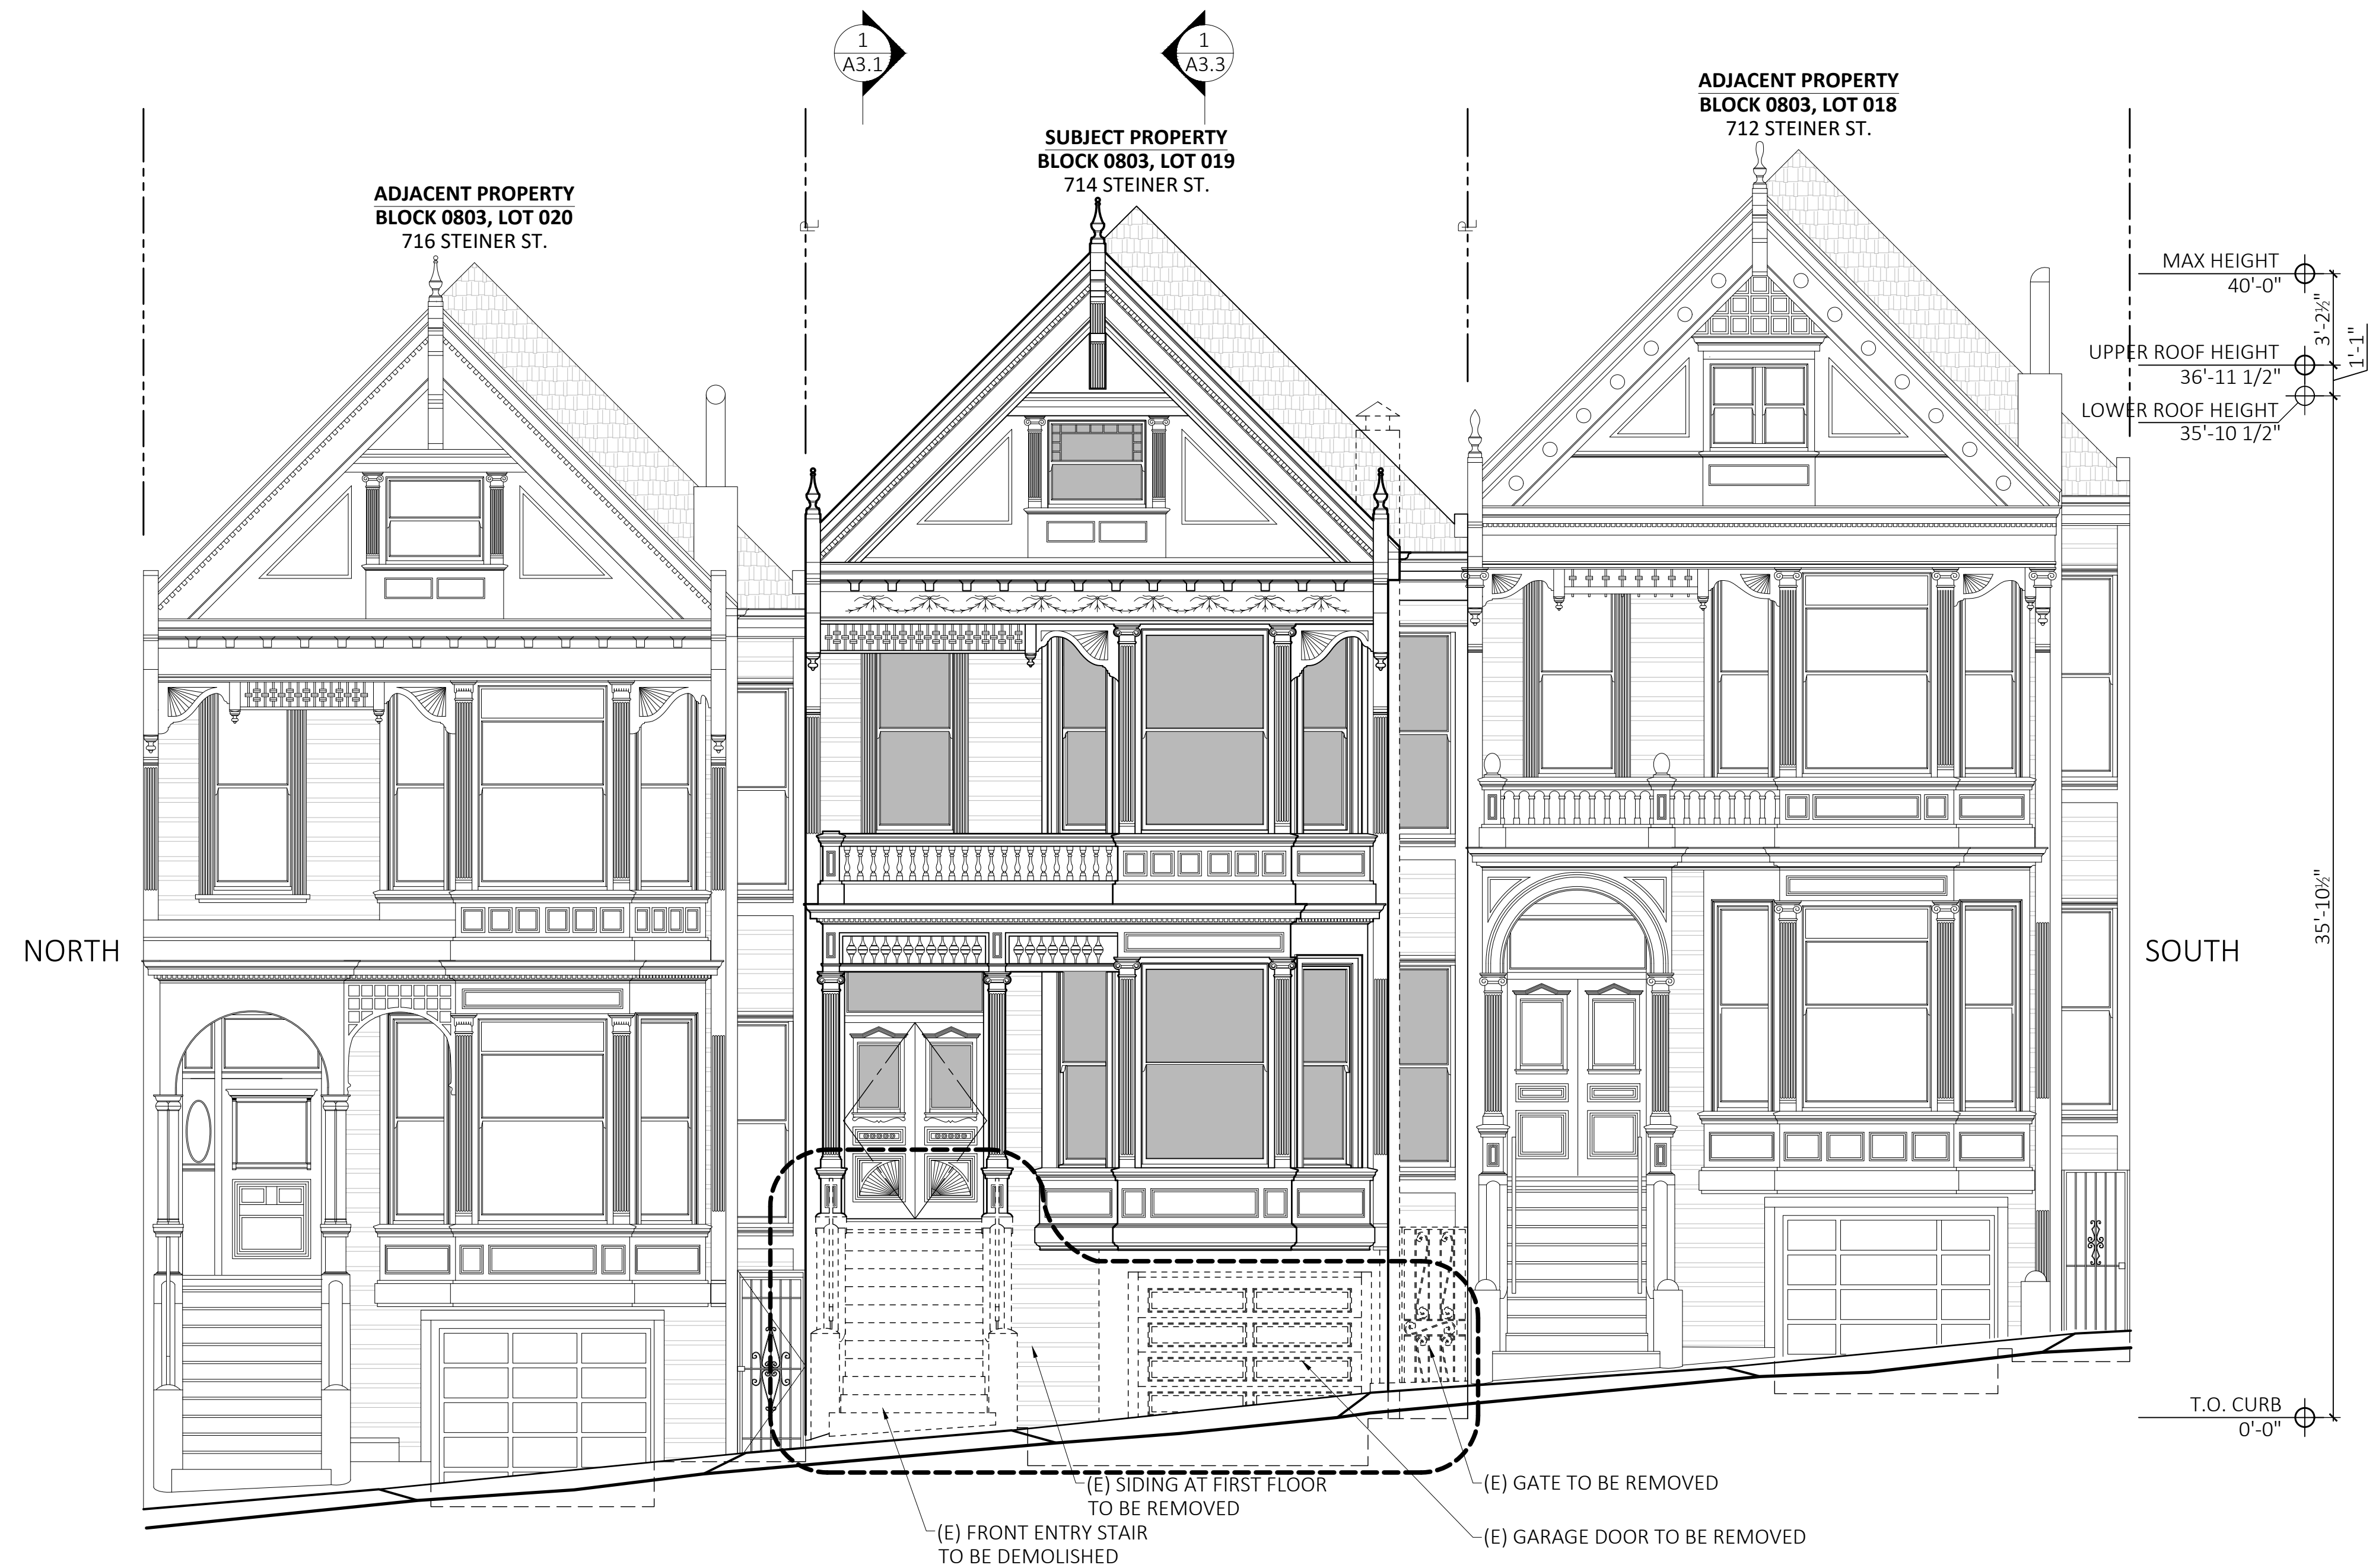 1
A3.1
1
A3.3
ADJACENT PROPERTY
BLOCK 0803, LOT 018
712 STEINER ST.
SUBJECT PROPERTY
BLOCK 0803, LOT 019
714 STEINER ST.
ADJACENT PROPERTY
BLOCK 0803, LOT 020
716 STEINER ST.
PL
PL
MAX HEIGHT
40'-0"
3'-2½"
1'-1"
UPPER ROOF HEIGHT
36'-11 1/2"
LOWER ROOF HEIGHT
35'-10 1/2"
35'-10½"
NORTH
SOUTH
T.O. CURB
0'-0"
(E) SIDING AT FIRST FLOOR
TO BE REMOVED
(E) GATE TO BE REMOVED
(E) FRONT ENTRY STAIR
TO BE DEMOLISHED
(E) GARAGE DOOR TO BE REMOVED